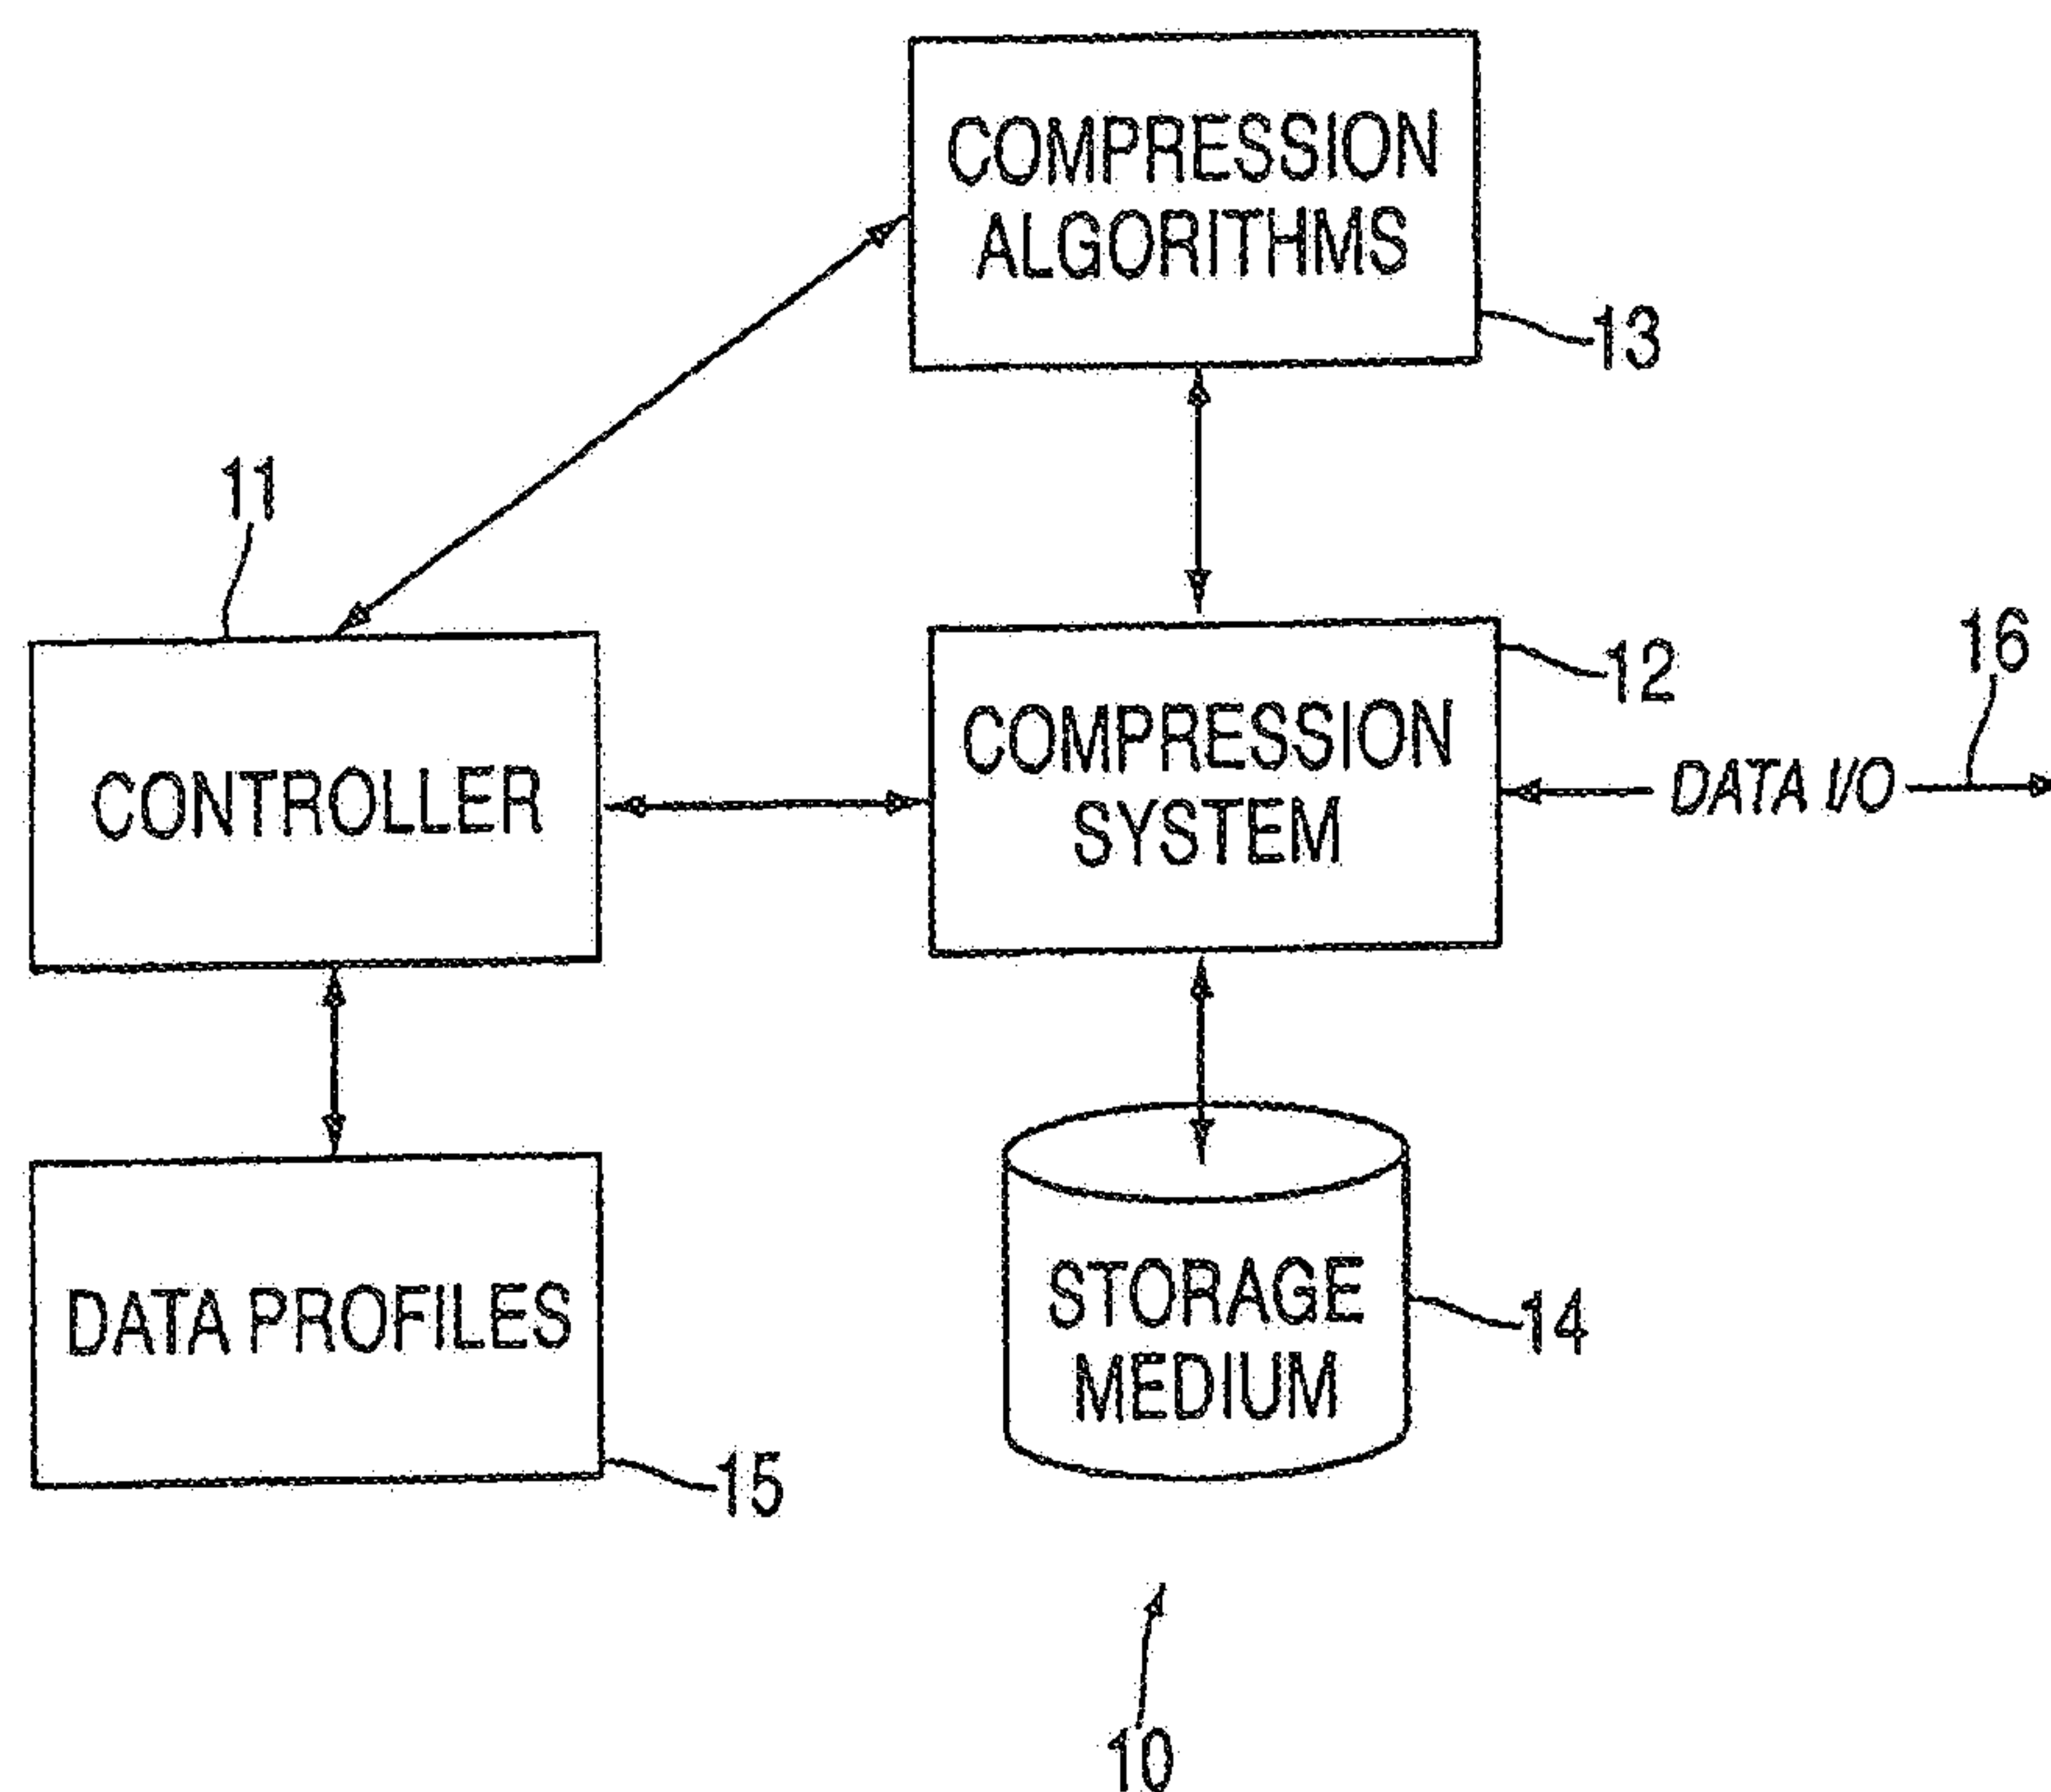 COMPRESSION
ALGORITHMS
13
11
CONTROLLER
COMPRESSION
SYSTEM
12
DATA I/O
16
DATA PROFILES
15
STORAGE
MEDIUM
14
10